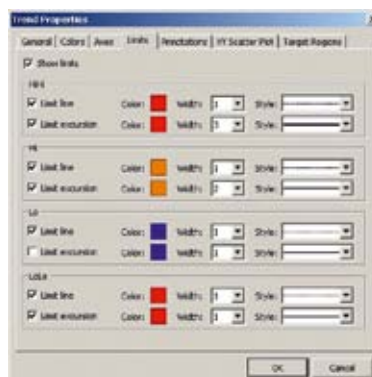 Trend Properties
General Colors Axes Limits Annotations XY Scatter Plot Target Regions
Show limits
HiHi
Limit line Color: Width: 1 Style:
Limit excursion Color: Width: 3 Style:
Hi
Limit line Color: Width: 1 Style:
Limit excursion Color: Width: 2 Style:
Lo
Limit line Color: Width: 1 Style:
Limit excursion Color: Width: Style:
LoLo
Limit line Color: Width: Style:
Limit excursion Color: Width: Style:
OK Cancel